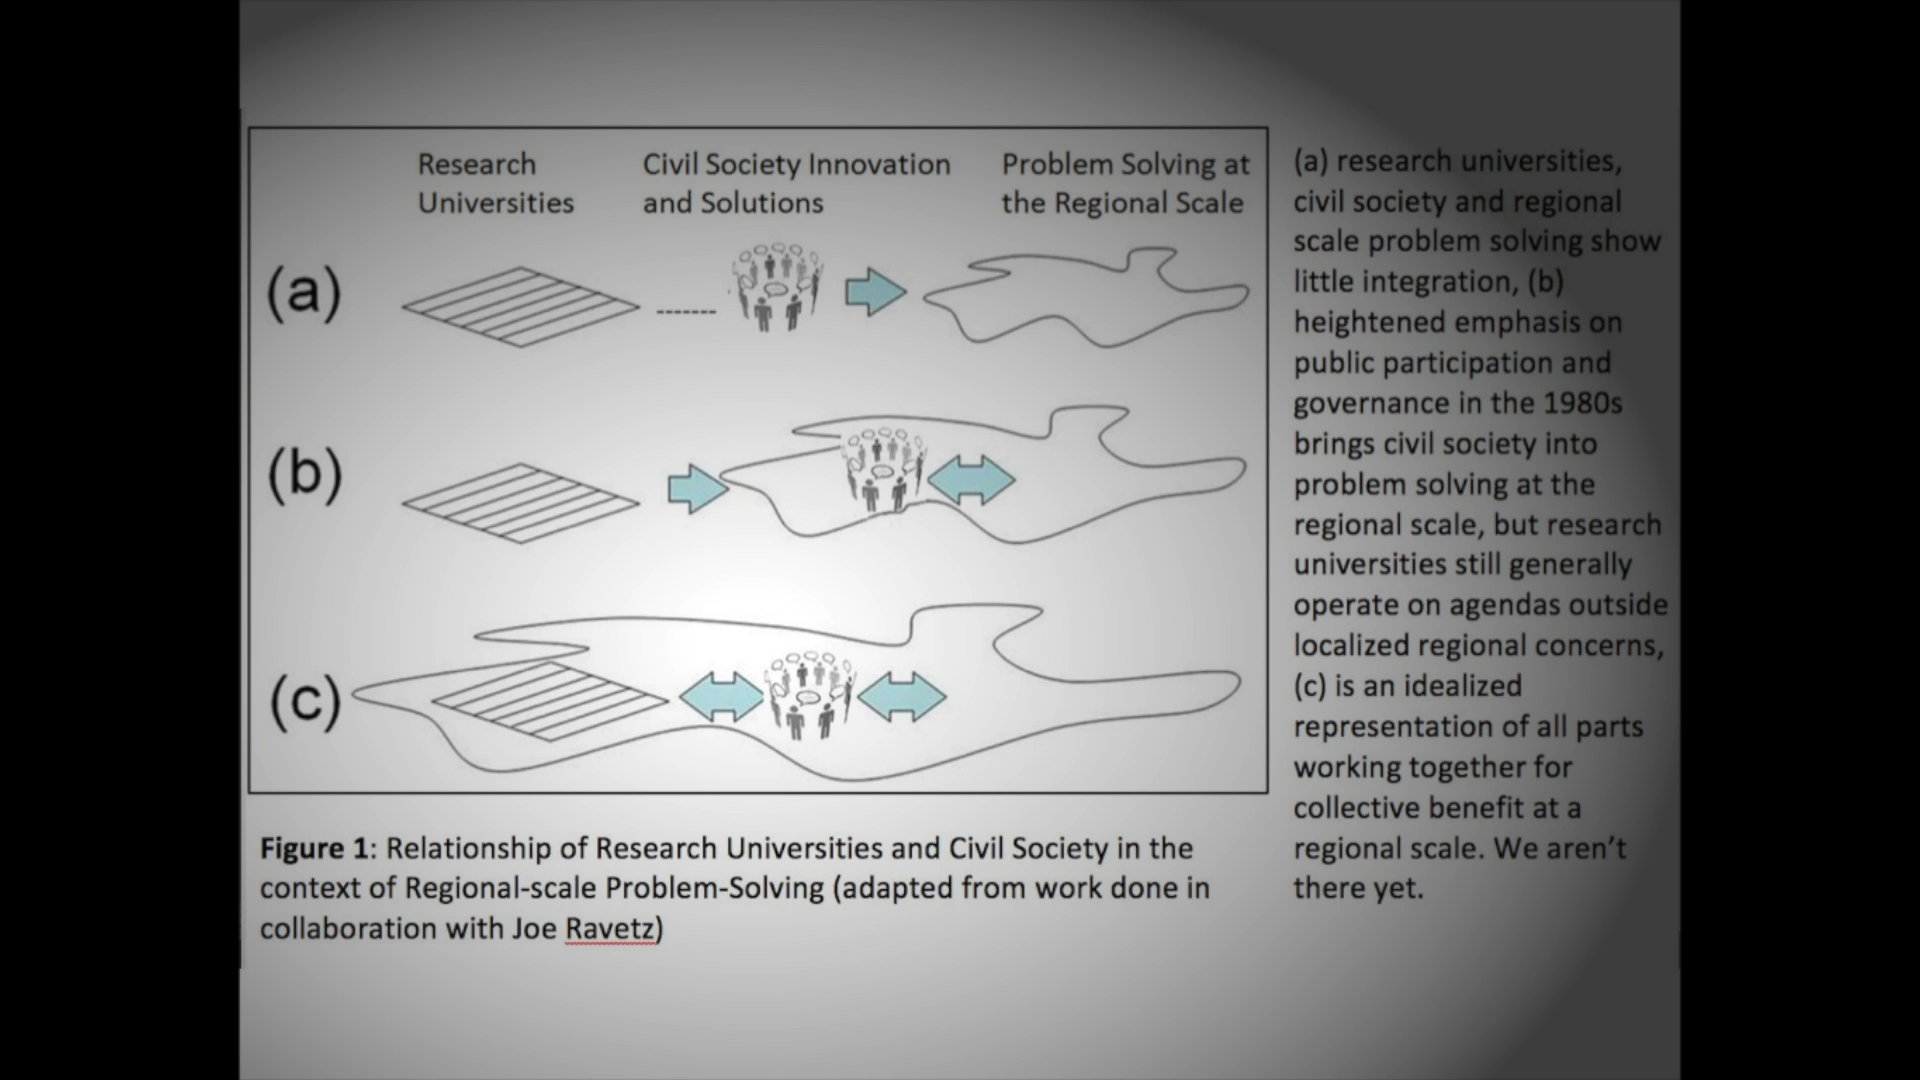 Research
Universities
Civil Society Innovation
and Solutions
Problem Solving at
the Regional Scale
(a)
(b)
(c)
Figure 1: Relationship of Research Universities and Civil Society in the
context of Regional-scale Problem-Solving (adapted from work done in
collaboration with Joe Ravetz)
(a) research universities,
civil society and regional
scale problem solving show
little integration, (b)
heightened emphasis on
public participation and
governance in the 1980s
brings civil society into
problem solving at the
regional scale, but research
universities still generally
operate on agendas outside
localized regional concerns,
(c) is an idealized
representation of all parts
working together for
collective benefit at a
regional scale. We aren’t
there yet.